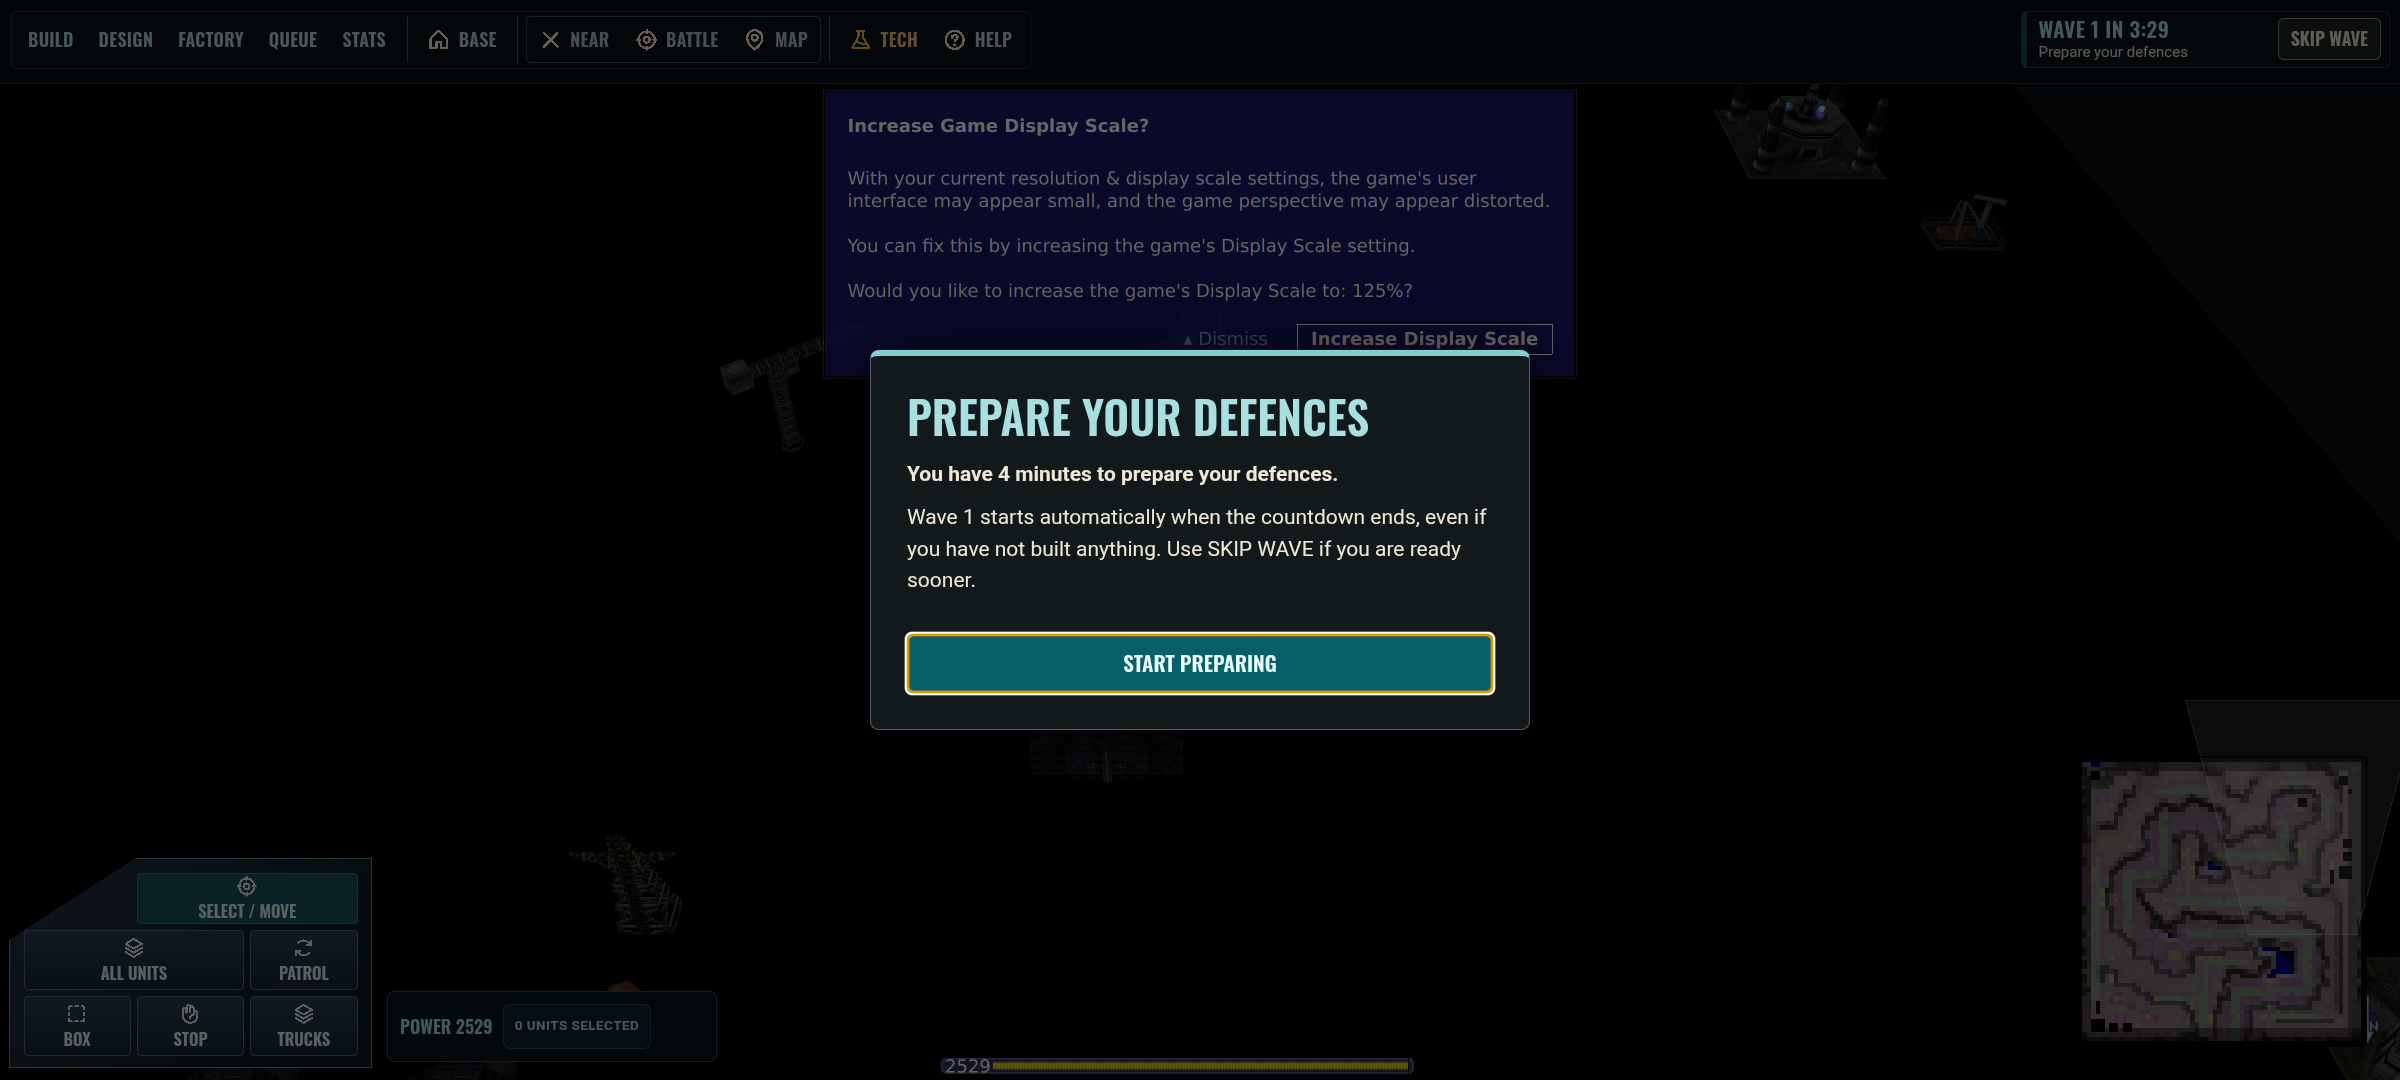 BUILD DESIGN FACTORY QUEUE STATS BASE NEAR BATTLE MAP TECH HELP
WAVE 1 IN 3:29
Prepare your defences
SKIP WAVE
Increase Game Display Scale?
With your current resolution & display scale settings, the game's user
interface may appear small, and the game perspective may appear distorted.
You can fix this by increasing the game's Display Scale setting.
Would you like to increase the game's Display Scale to: 125%?
▴ Dismiss Increase Display Scale
PREPARE YOUR DEFENCES
You have 4 minutes to prepare your defences.
Wave 1 starts automatically when the countdown ends, even if
you have not built anything. Use SKIP WAVE if you are ready
sooner.
START PREPARING
SELECT / MOVE
ALL UNITS PATROL
BOX STOP TRUCKS
POWER 2529 0 UNITS SELECTED
2529